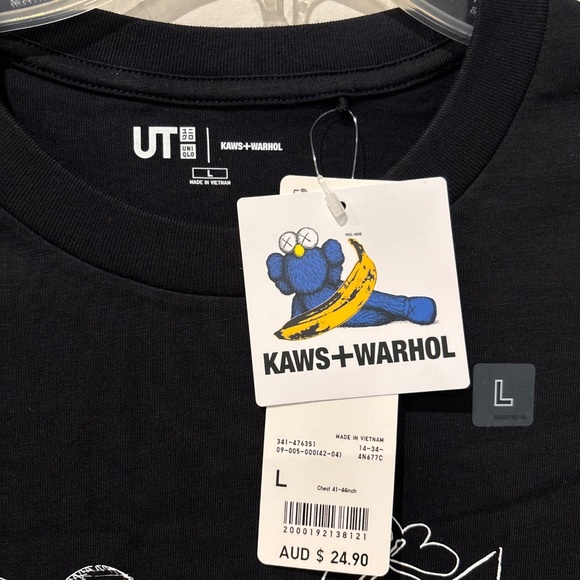 UT
UNI
QLO
KAWS+WARHOL
L
MADE IN VIETNAM
PEEL HERE
KAWS+WARHOL
L
MADE IN VIETNAM
341-476351 14-34-
09-005-000(42-04) 4N677C
L Chest 41-44inch
2000192138121
AUD $ 24.90